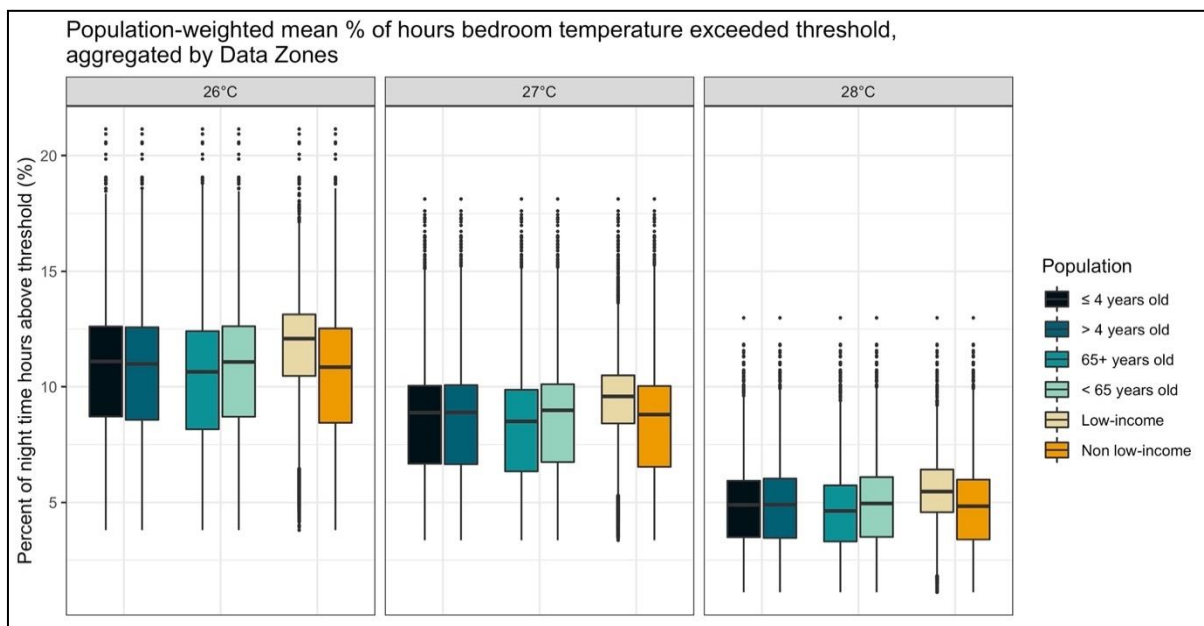 Population-weighted mean % of hours bedroom temperature exceeded threshold,
aggregated by Data Zones
26°C
27°C
28°C
Percent of night time hours above threshold (%)
20
15
10
5
Population
≤ 4 years old
> 4 years old
65+ years old
< 65 years old
Low-income
Non low-income